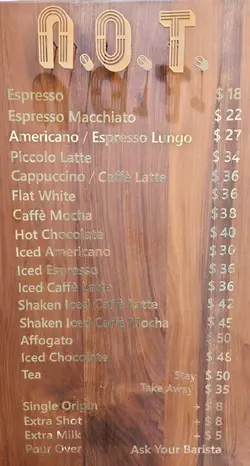 N.O.T.
Espresso $ 18
Espresso Macchiato $ 22
Americano / Espresso Lungo $ 27
Piccolo Latte $ 34
Cappuccino / Caffè Latte $ 36
Flat White $ 36
Caffè Mocha $ 38
Hot Chocolate $ 40
Iced Americano $ 30
Iced Espresso $ 36
Iced Caffè Latte $ 36
Shaken Iced Caffè Latte $ 42
Shaken Iced Caffè Mocha $ 45
Affogato $ 50
Iced Chocolate $ 48
Tea Stay $ 50
Take Away $ 35
Single Origin + $ 8
Extra Shot + $ 8
Extra Milk + $ 5
Pour Over Ask Your Barista